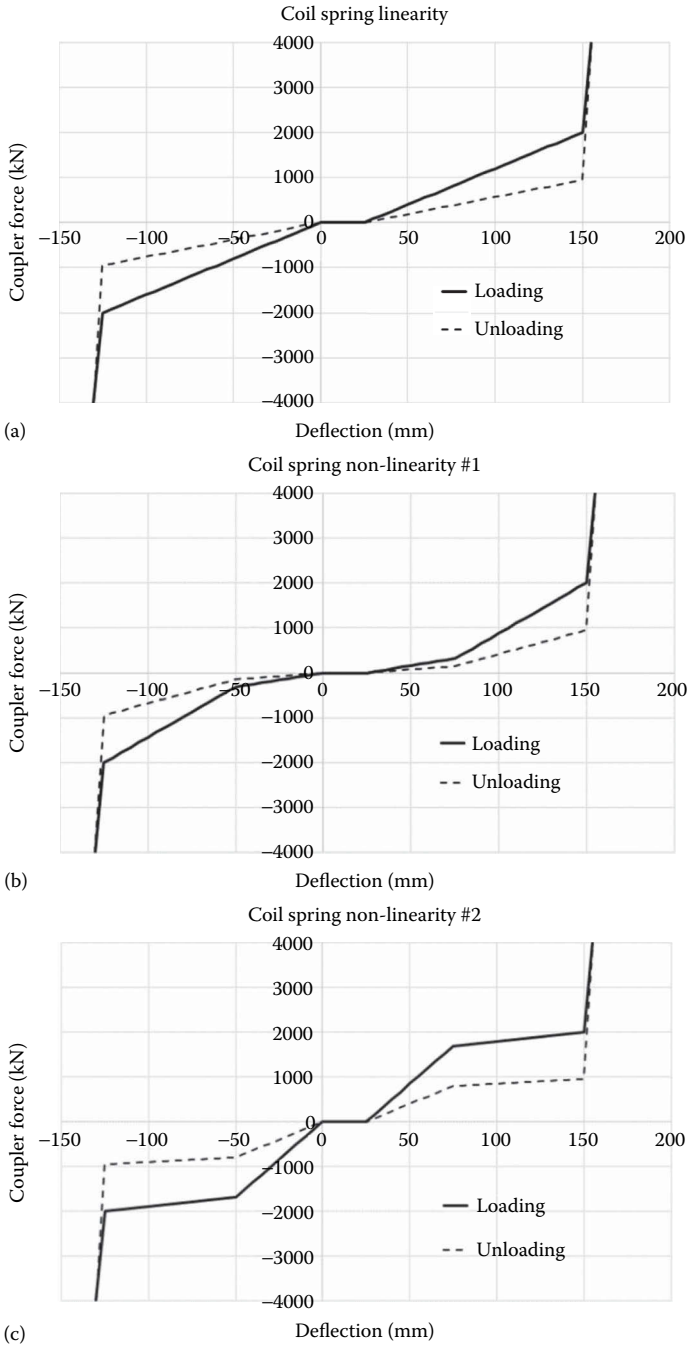 Coil spring linearity
4000
3000
2000
1000
0
−150 −100 −50 0 50 100 150 200
−1000
−2000
−3000
−4000
Coupler force (kN)
Loading
Unloading
(a)
Deflection (mm)
Coil spring non-linearity #1
4000
3000
2000
1000
0
−150 −100 −50 0 50 100 150 200
−1000
−2000
−3000
−4000
Coupler force (kN)
Loading
Unloading
(b)
Deflection (mm)
Coil spring non-linearity #2
4000
3000
2000
1000
0
−150 −100 −50 0 50 100 150 200
−1000
−2000
−3000
−4000
Coupler force (kN)
Loading
Unloading
(c)
Deflection (mm)